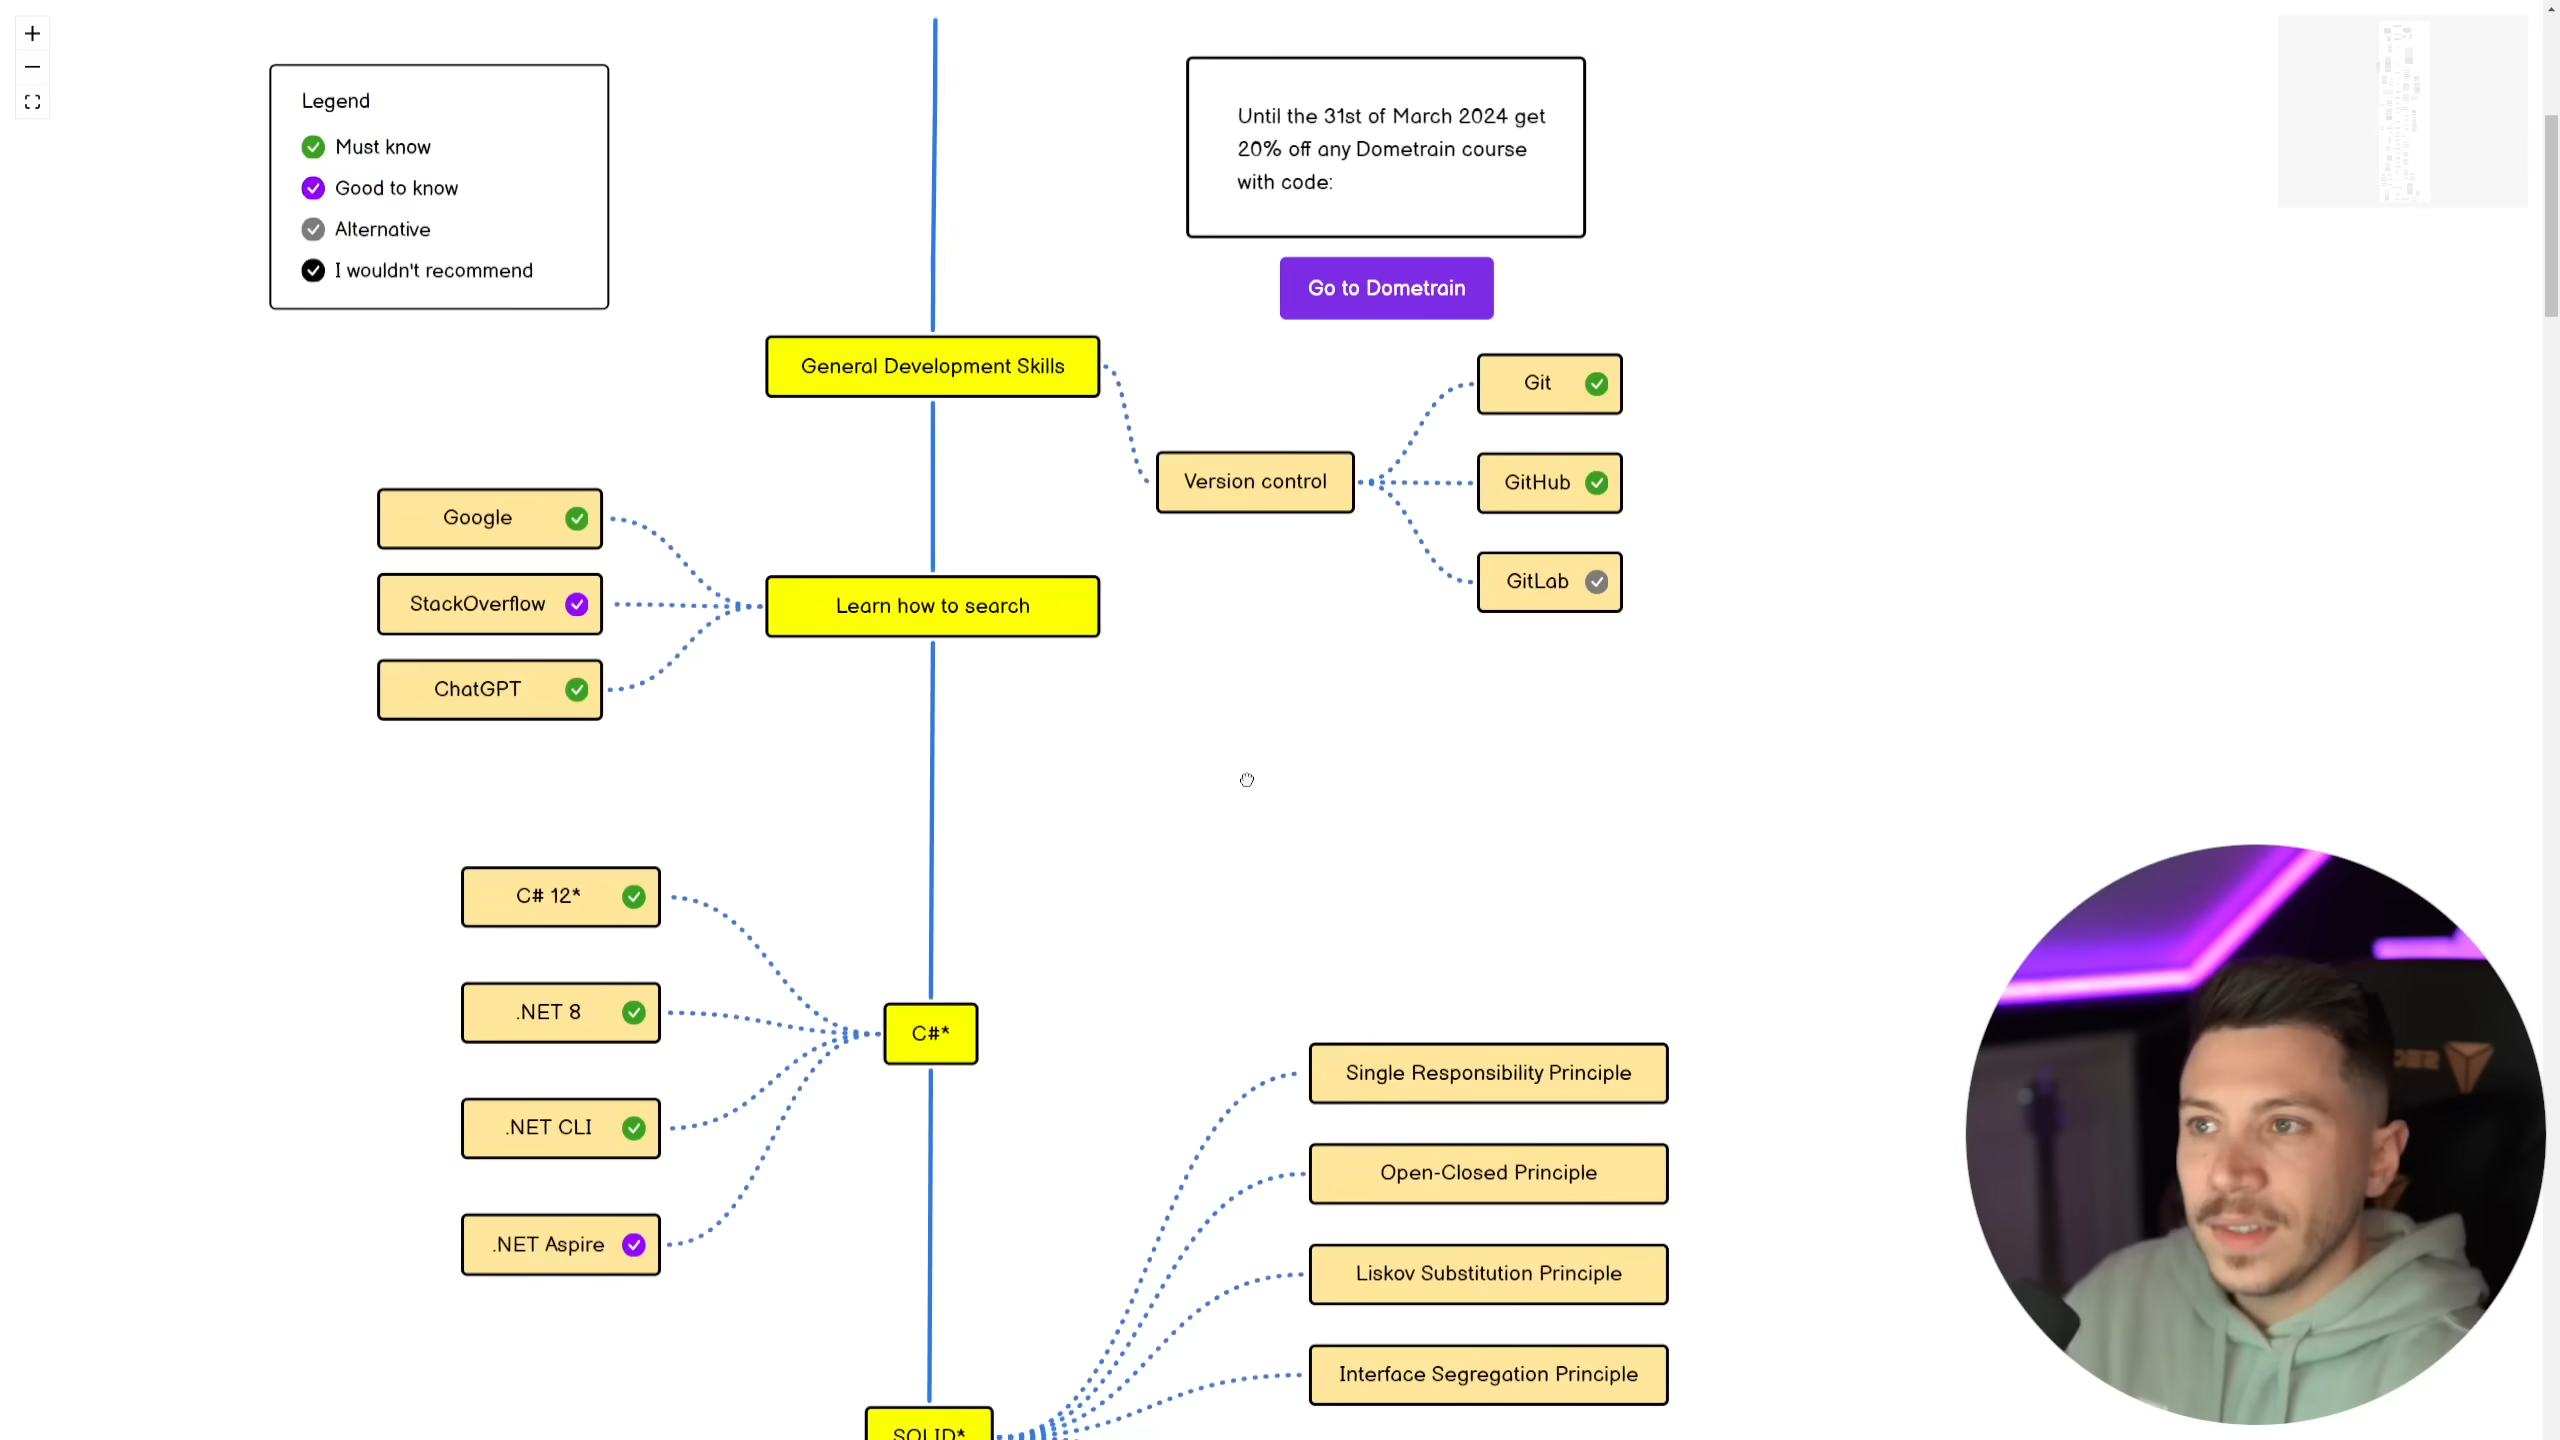 Legend
Must know
Good to know
Alternative
I wouldn't recommend
Until the 31st of March 2024 get
20% off any Dometrain course
with code:
Go to Dometrain
General Development Skills
Git
Version control
GitHub
GitLab
Google
StackOverflow
ChatGPT
Learn how to search
C# 12*
.NET 8
.NET CLI
.NET Aspire
C#*
Single Responsibility Principle
Open-Closed Principle
Liskov Substitution Principle
Interface Segregation Principle
SOLID*